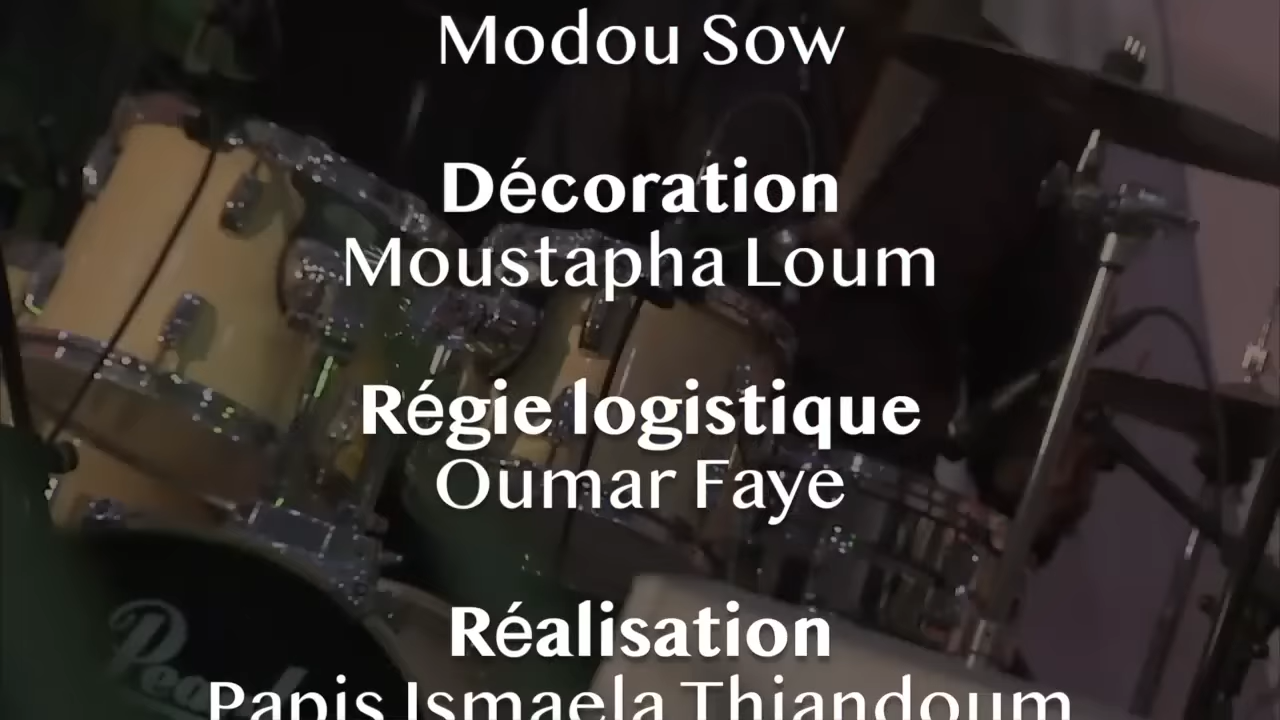 Modou Sow
Décoration
Moustapha Loum
Régie logistique
Oumar Faye
Réalisation
Papis Ismaela Thiandoum